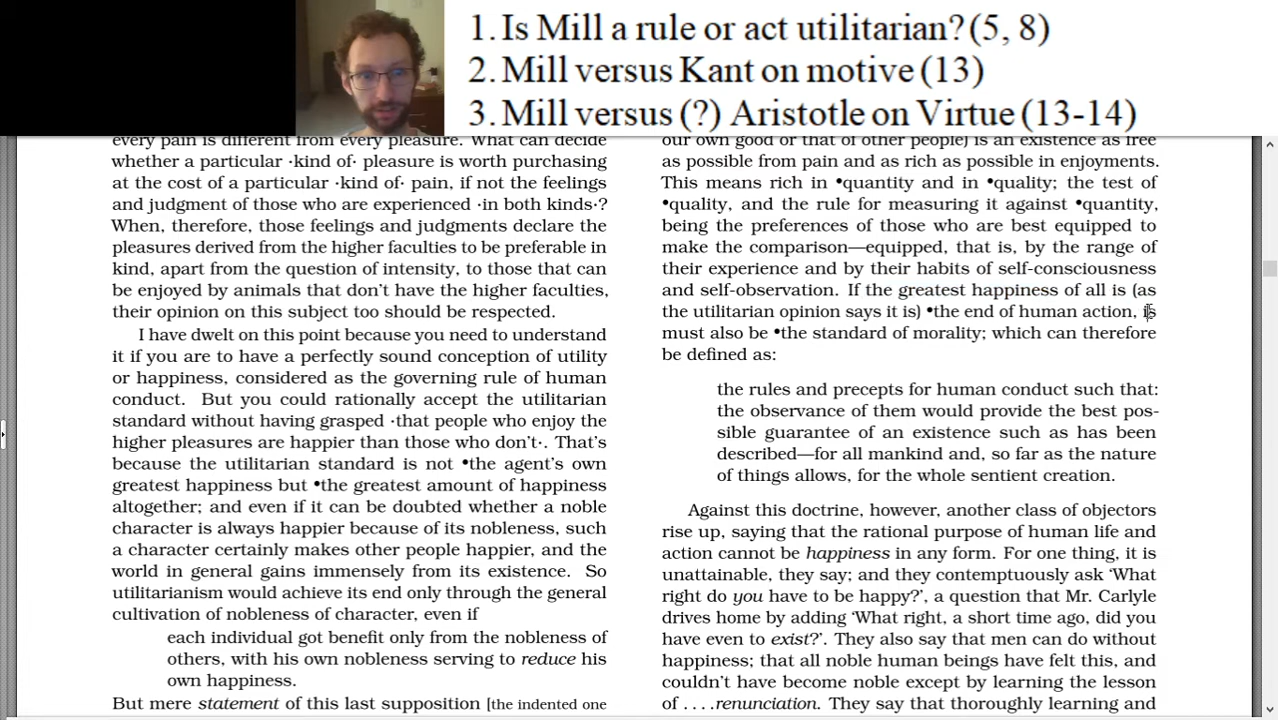 1. Is Mill a rule or act utilitarian? (5, 8)
2. Mill versus Kant on motive (13)
3. Mill versus (?) Aristotle on Virtue (13-14)
every pain is different from every pleasure. What can decide
whether a particular ·kind of· pleasure is worth purchasing
at the cost of a particular ·kind of· pain, if not the feelings
and judgment of those who are experienced ·in both kinds·?
When, therefore, those feelings and judgments declare the
pleasures derived from the higher faculties to be preferable in
kind, apart from the question of intensity, to those that can
be enjoyed by animals that don't have the higher faculties,
their opinion on this subject too should be respected.
I have dwelt on this point because you need to understand
it if you are to have a perfectly sound conception of utility
or happiness, considered as the governing rule of human
conduct. But you could rationally accept the utilitarian
standard without having grasped ·that people who enjoy the
higher pleasures are happier than those who don't·. That's
because the utilitarian standard is not •the agent's own
greatest happiness but •the greatest amount of happiness
altogether; and even if it can be doubted whether a noble
character is always happier because of its nobleness, such
a character certainly makes other people happier, and the
world in general gains immensely from its existence. So
utilitarianism would achieve its end only through the general
cultivation of nobleness of character, even if
each individual got benefit only from the nobleness of
others, with his own nobleness serving to reduce his
own happiness.
But mere statement of this last supposition [the indented one
our own good or that of other people) is an existence as free
as possible from pain and as rich as possible in enjoyments.
This means rich in •quantity and in •quality; the test of
•quality, and the rule for measuring it against •quantity,
being the preferences of those who are best equipped to
make the comparison—equipped, that is, by the range of
their experience and by their habits of self-consciousness
and self-observation. If the greatest happiness of all is (as
the utilitarian opinion says it is) •the end of human action, is
must also be •the standard of morality; which can therefore
be defined as:
the rules and precepts for human conduct such that:
the observance of them would provide the best pos-
sible guarantee of an existence such as has been
described—for all mankind and, so far as the nature
of things allows, for the whole sentient creation.
Against this doctrine, however, another class of objectors
rise up, saying that the rational purpose of human life and
action cannot be happiness in any form. For one thing, it is
unattainable, they say; and they contemptuously ask 'What
right do you have to be happy?', a question that Mr. Carlyle
drives home by adding 'What right, a short time ago, did you
have even to exist?'. They also say that men can do without
happiness; that all noble human beings have felt this, and
couldn't have become noble except by learning the lesson
of . . . .renunciation. They say that thoroughly learning and